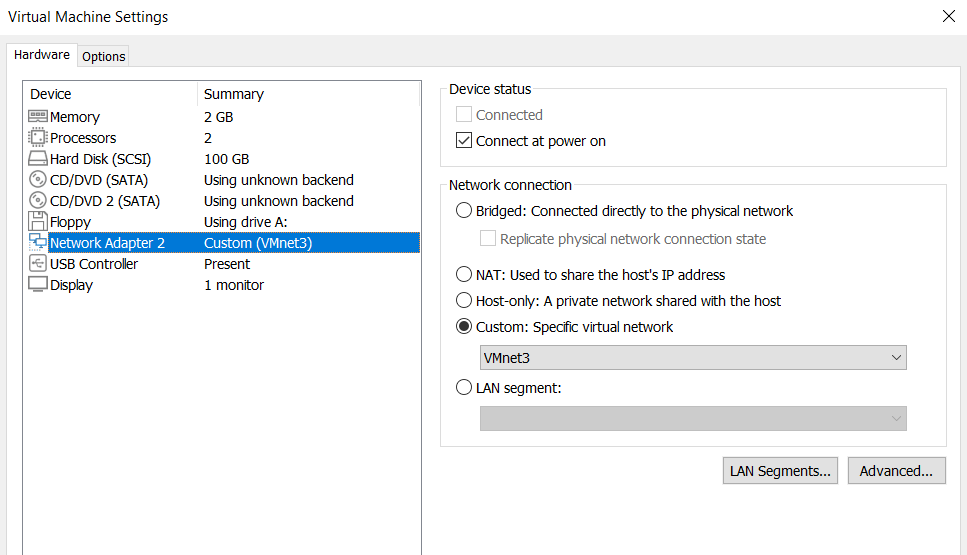 Virtual Machine Settings
Hardware Options
Device Summary
Memory 2 GB
Processors 2
Hard Disk (SCSI) 100 GB
CD/DVD (SATA) Using unknown backend
CD/DVD 2 (SATA) Using unknown backend
Floppy Using drive A:
Network Adapter 2 Custom (VMnet3)
USB Controller Present
Display 1 monitor
Device status
Connected
Connect at power on
Network connection
Bridged: Connected directly to the physical network
Replicate physical network connection state
NAT: Used to share the host's IP address
Host-only: A private network shared with the host
Custom: Specific virtual network
VMnet3
LAN segment:
LAN Segments... Advanced...